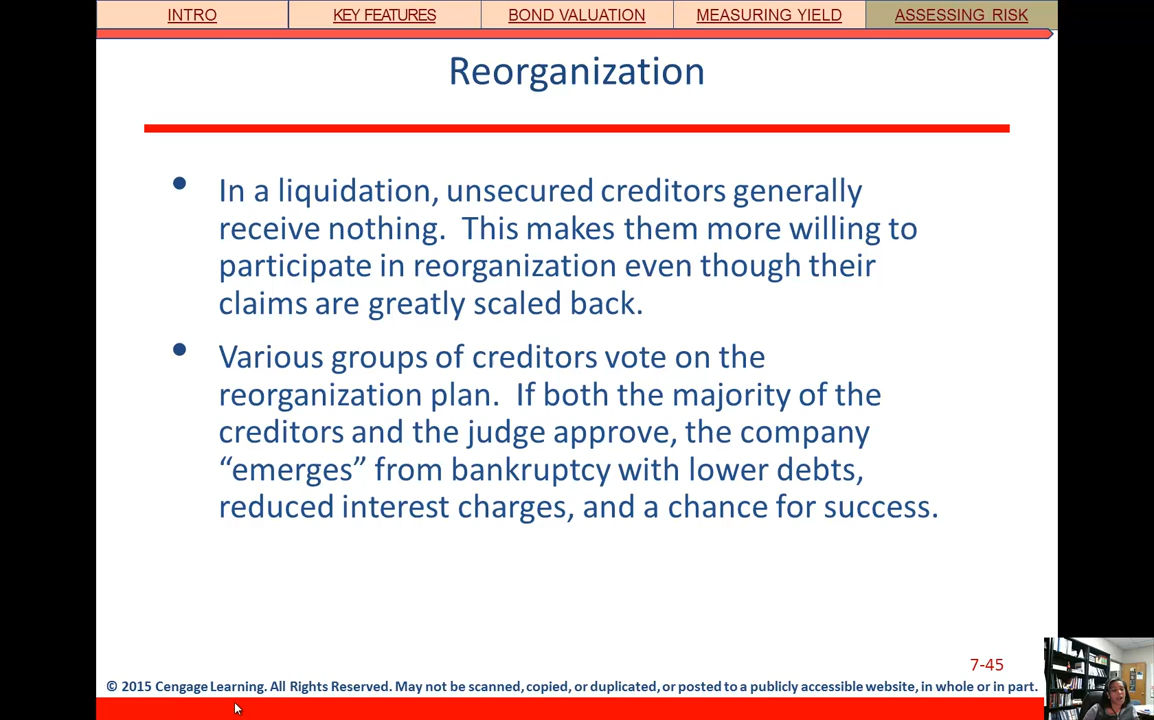 INTRO KEY FEATURES BOND VALUATION MEASURING YIELD ASSESSING RISK
Reorganization
• In a liquidation, unsecured creditors generally
receive nothing. This makes them more willing to
participate in reorganization even though their
claims are greatly scaled back.
• Various groups of creditors vote on the
reorganization plan. If both the majority of the
creditors and the judge approve, the company
“emerges” from bankruptcy with lower debts,
reduced interest charges, and a chance for success.
7-45
© 2015 Cengage Learning. All Rights Reserved. May not be scanned, copied, or duplicated, or posted to a publicly accessible website, in whole or in part.